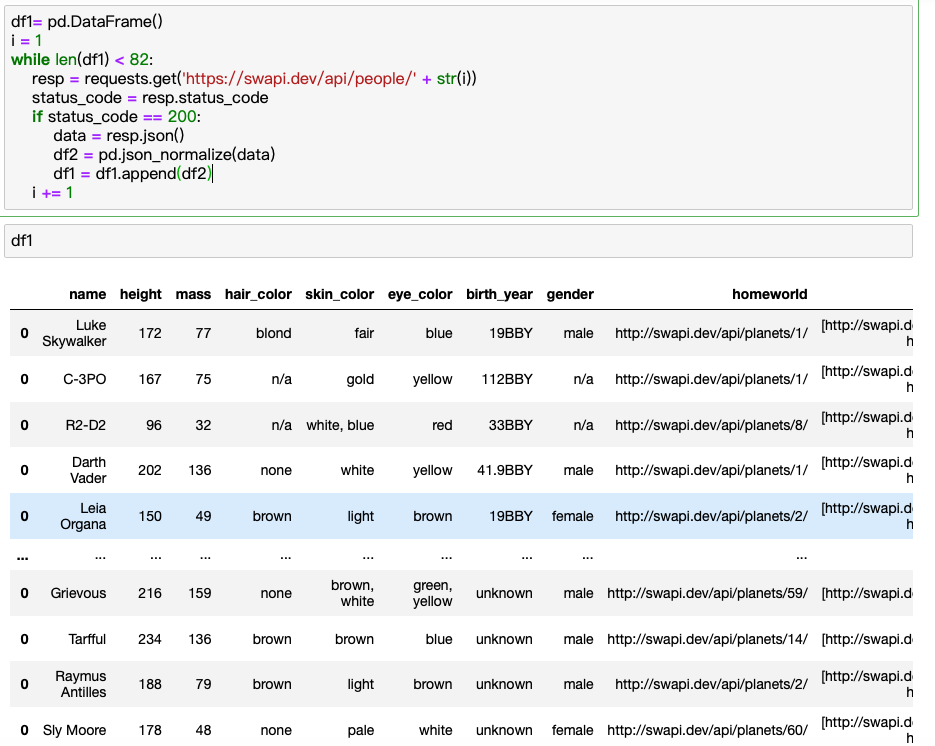 df1= pd.DataFrame()
i = 1
while len(df1) < 82:
resp = requests.get('https://swapi.dev/api/people/' + str(i))
status_code = resp.status_code
if status_code == 200:
data = resp.json()
df2 = pd.json_normalize(data)
df1 = df1.append(df2)
i += 1
df1
name height mass hair_color skin_color eye_color birth_year gender homeworld
0 Luke Skywalker 172 77 blond fair blue 19BBY male http://swapi.dev/api/planets/1/ [http://swapi.d h
0 C-3PO 167 75 n/a gold yellow 112BBY n/a http://swapi.dev/api/planets/1/ [http://swapi.d h
0 R2-D2 96 32 n/a white, blue red 33BBY n/a http://swapi.dev/api/planets/8/ [http://swapi.d h
0 Darth Vader 202 136 none white yellow 41.9BBY male http://swapi.dev/api/planets/1/ [http://swapi.d h
0 Leia Organa 150 49 brown light brown 19BBY female http://swapi.dev/api/planets/2/ [http://swapi.d h
... ... ... ... ... ... ... ... ... ...
0 Grievous 216 159 none brown, white green, yellow unknown male http://swapi.dev/api/planets/59/ [http://swapi.d
0 Tarfful 234 136 brown brown blue unknown male http://swapi.dev/api/planets/14/ [http://swapi.d
0 Raymus Antilles 188 79 brown light brown unknown male http://swapi.dev/api/planets/2/ [http://swapi.d h
0 Sly Moore 178 48 none pale white unknown female http://swapi.dev/api/planets/60/ [http://swapi.d h